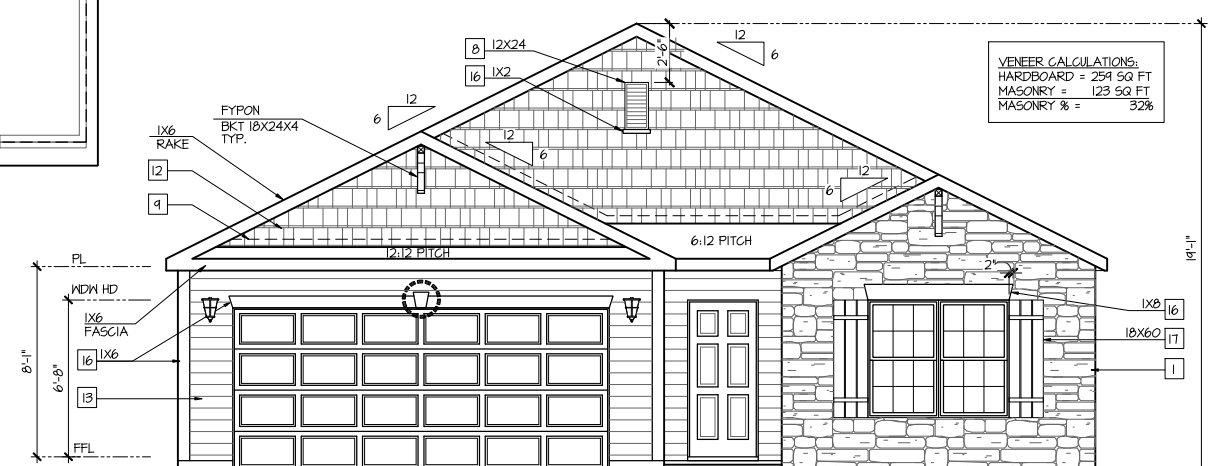 12
6
2'-6"
8 12X24
16 1X2
VENEER CALCULATIONS:
HARDBOARD = 259 SQ FT
MASONRY = 123 SQ FT
MASONRY % = 32%
12
6
FYPON
BKT 18X24X4
TYP.
1X6
RAKE
12
6
12
9
12
6
6:12 PITCH
12:12 PITCH
19'-1"
PL
2"
WDW HD
1X8 16
1X6
FASCIA
18X60 17
16 1X6
1
8'-1"
6'-8"
13
FFL